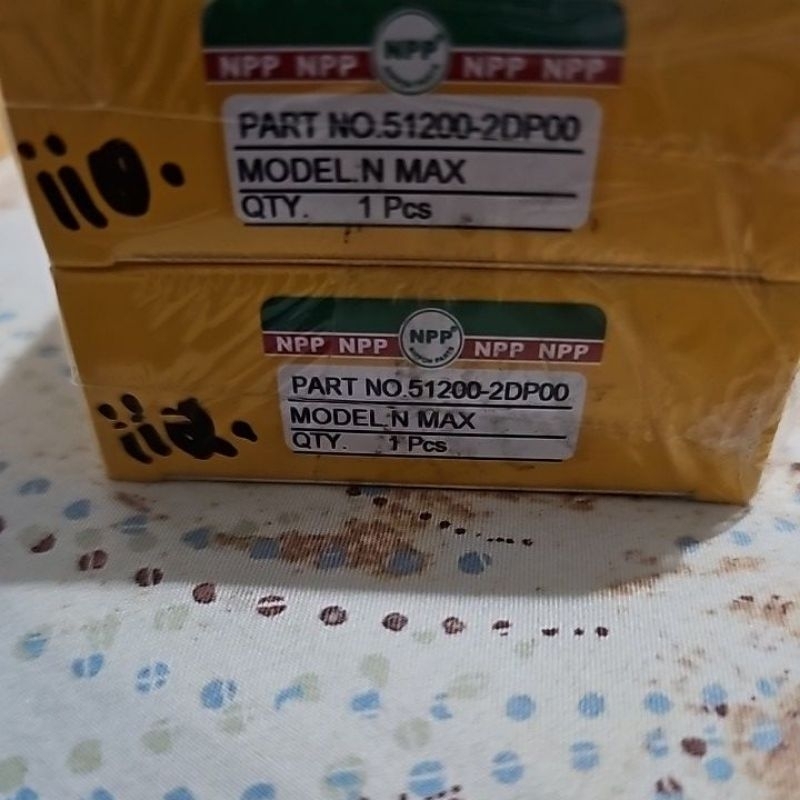 NPP NPP NPP NPP NPP
PART NO.51200-2DP00
MODEL:N MAX
QTY. 1 Pcs
NPP NPP NPP NPP NPP
PART NO.51200-2DP00
MODEL:N MAX
QTY. 1 Pcs